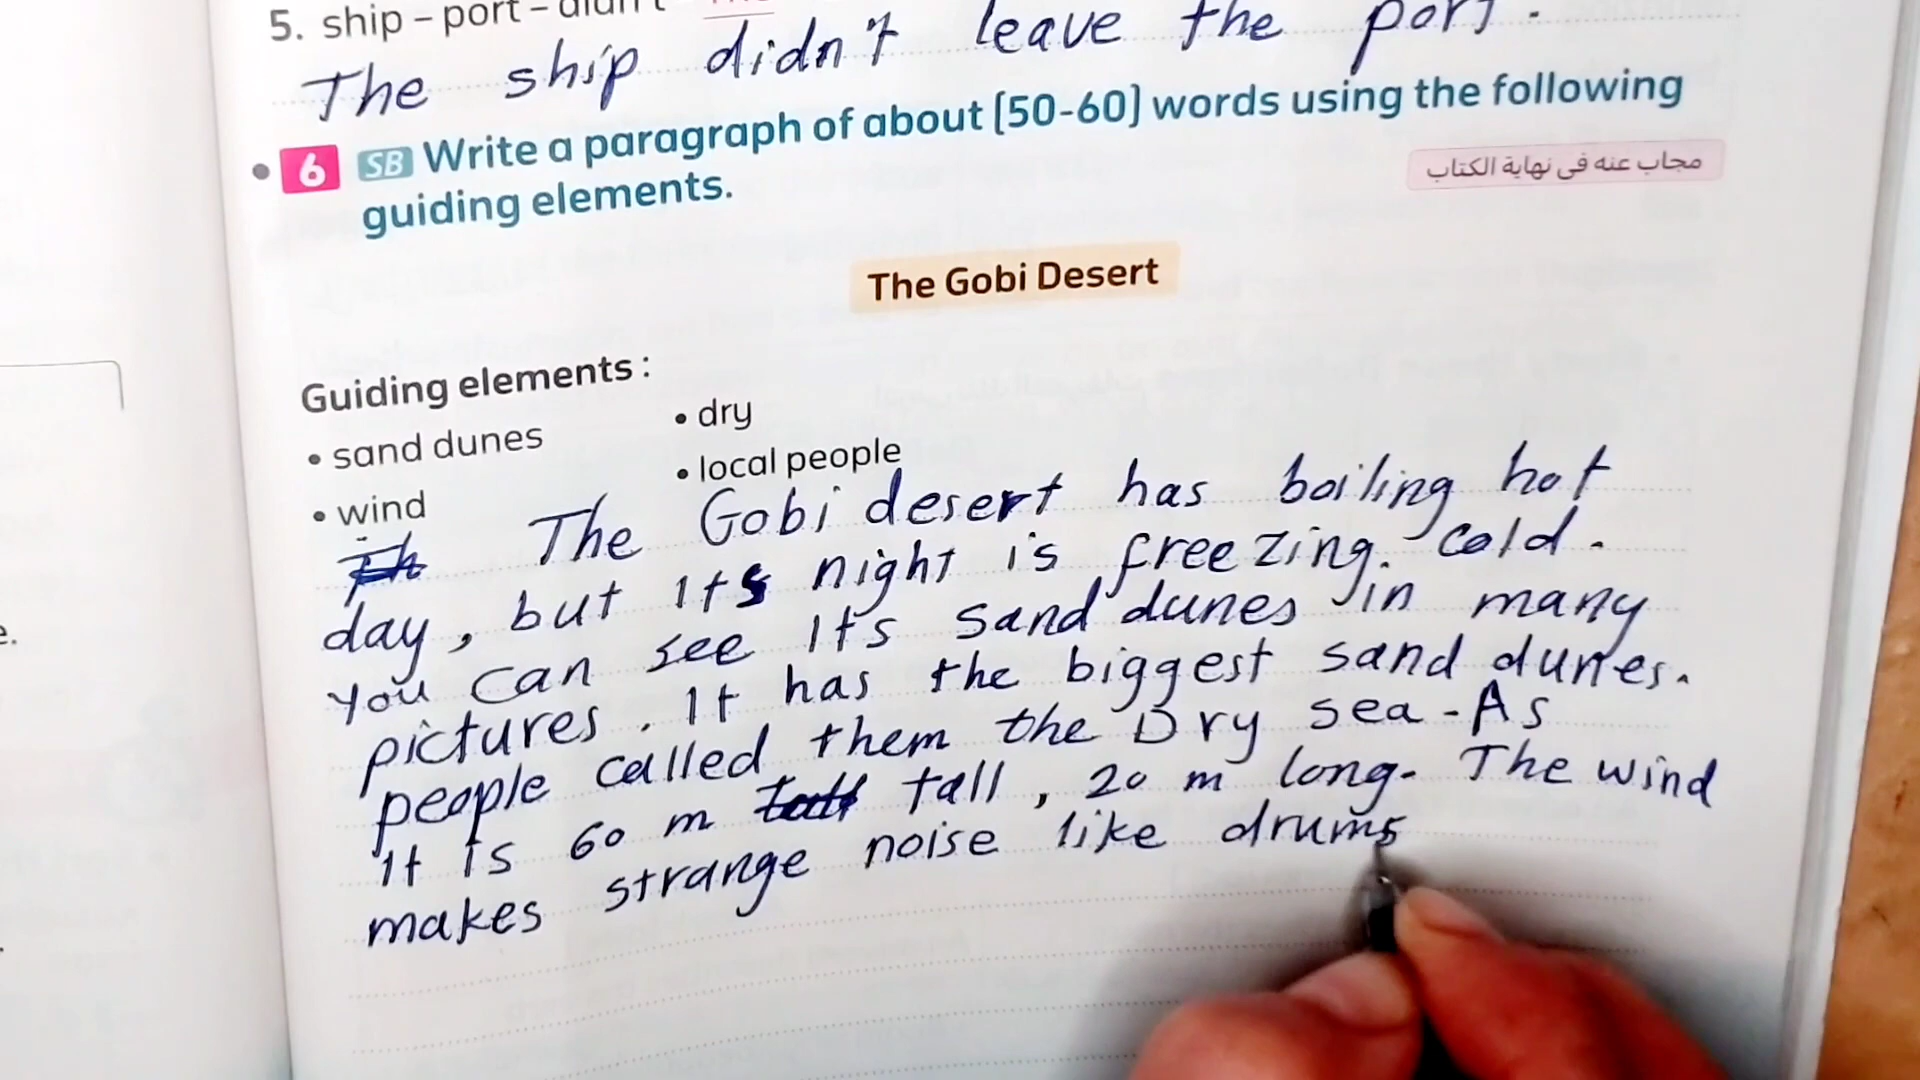 5. ship – port – didn't
The ship didn't leave the port.
6 SB Write a paragraph of about (50-60) words using the following
guiding elements.
مجاب عنه فى نهاية الكتاب
The Gobi Desert
Guiding elements :
• sand dunes
• dry
• wind
• local people
The Gobi desert has boiling hot
day, but its night is freezing cold.
You can see Its sand dunes in many
pictures. It has the biggest sand dunes.
people called them the Dry sea. As
It is 60 m tall, 20 m long. The wind
makes strange noise like drums
e.